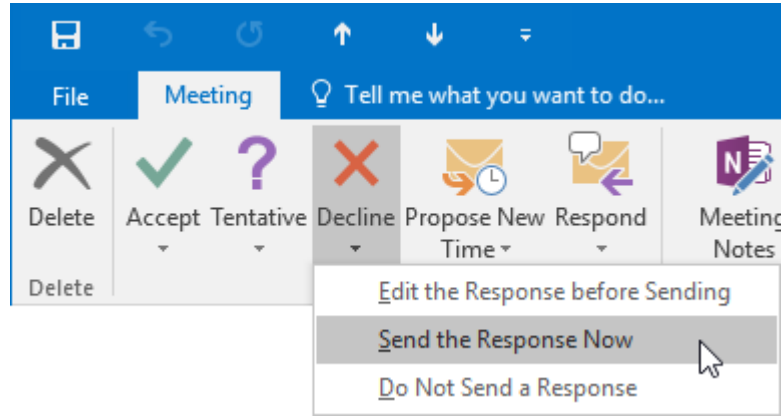 File Meeting Tell me what you want to do...
Delete Accept Tentative Decline Propose New Respond Meeting
Time Notes
Delete
Edit the Response before Sending
Send the Response Now
Do Not Send a Response